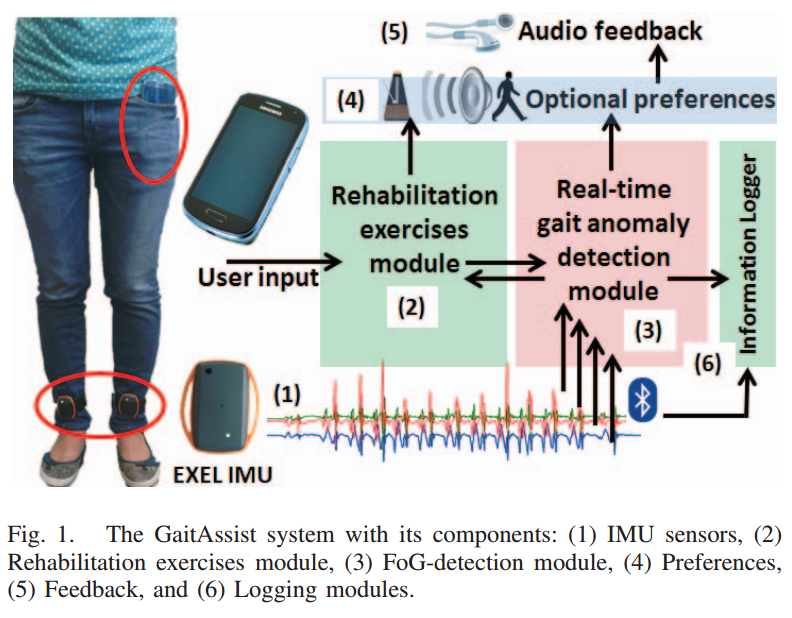 (5) Audio feedback
(4) Optional preferences
SAMSUNG
Rehabilitation
exercises
module
(2)
Real-time
gait anomaly
detection
module
(3)
Information Logger
(6)
User input
(1)
EXEL IMU
Fig. 1. The GaitAssist system with its components: (1) IMU sensors, (2)
Rehabilitation exercises module, (3) FoG-detection module, (4) Preferences,
(5) Feedback, and (6) Logging modules.